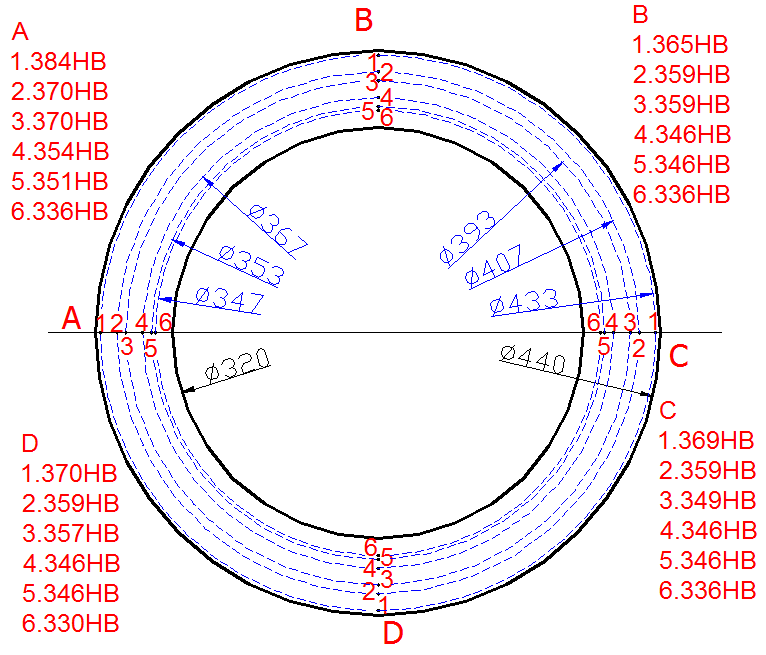 A
1.384HB
2.370HB
3.370HB
4.354HB
5.351HB
6.336HB
B
B
1.365HB
2.359HB
3.359HB
4.346HB
5.346HB
6.336HB
1
2
3
4
5
6
ø367
ø353
ø347
ø320
ø393
ø407
ø433
ø440
A
1
2
3
4
5
6
6
5
4
3
2
1
C
D
1.370HB
2.359HB
3.357HB
4.346HB
5.346HB
6.330HB
C
1.369HB
2.359HB
3.349HB
4.346HB
5.346HB
6.336HB
6
5
4
3
2
1
D